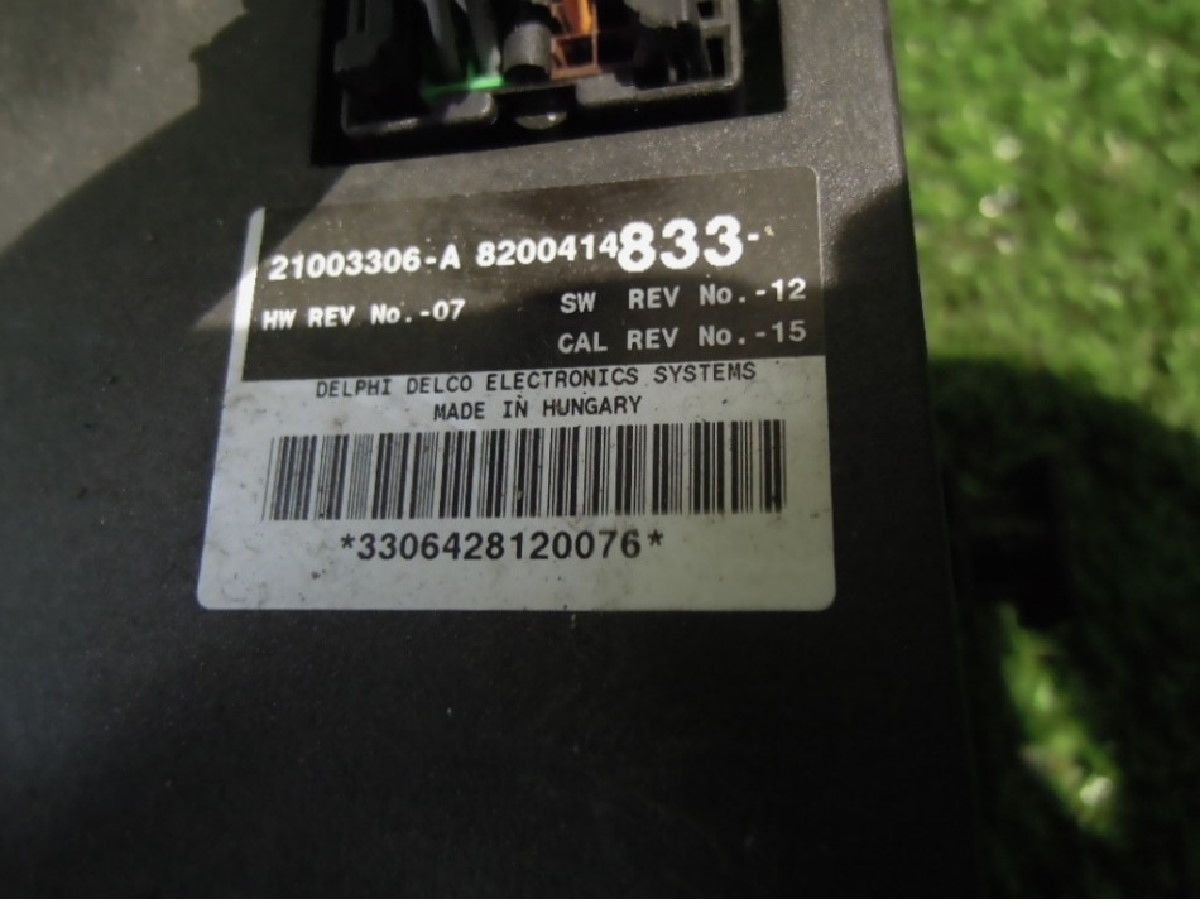 21003306-A 8200414833-
HW REV No.-07 SW REV No.-12
CAL REV No.-15
DELPHI DELCO ELECTRONICS SYSTEMS
MADE IN HUNGARY
*3306428120076*